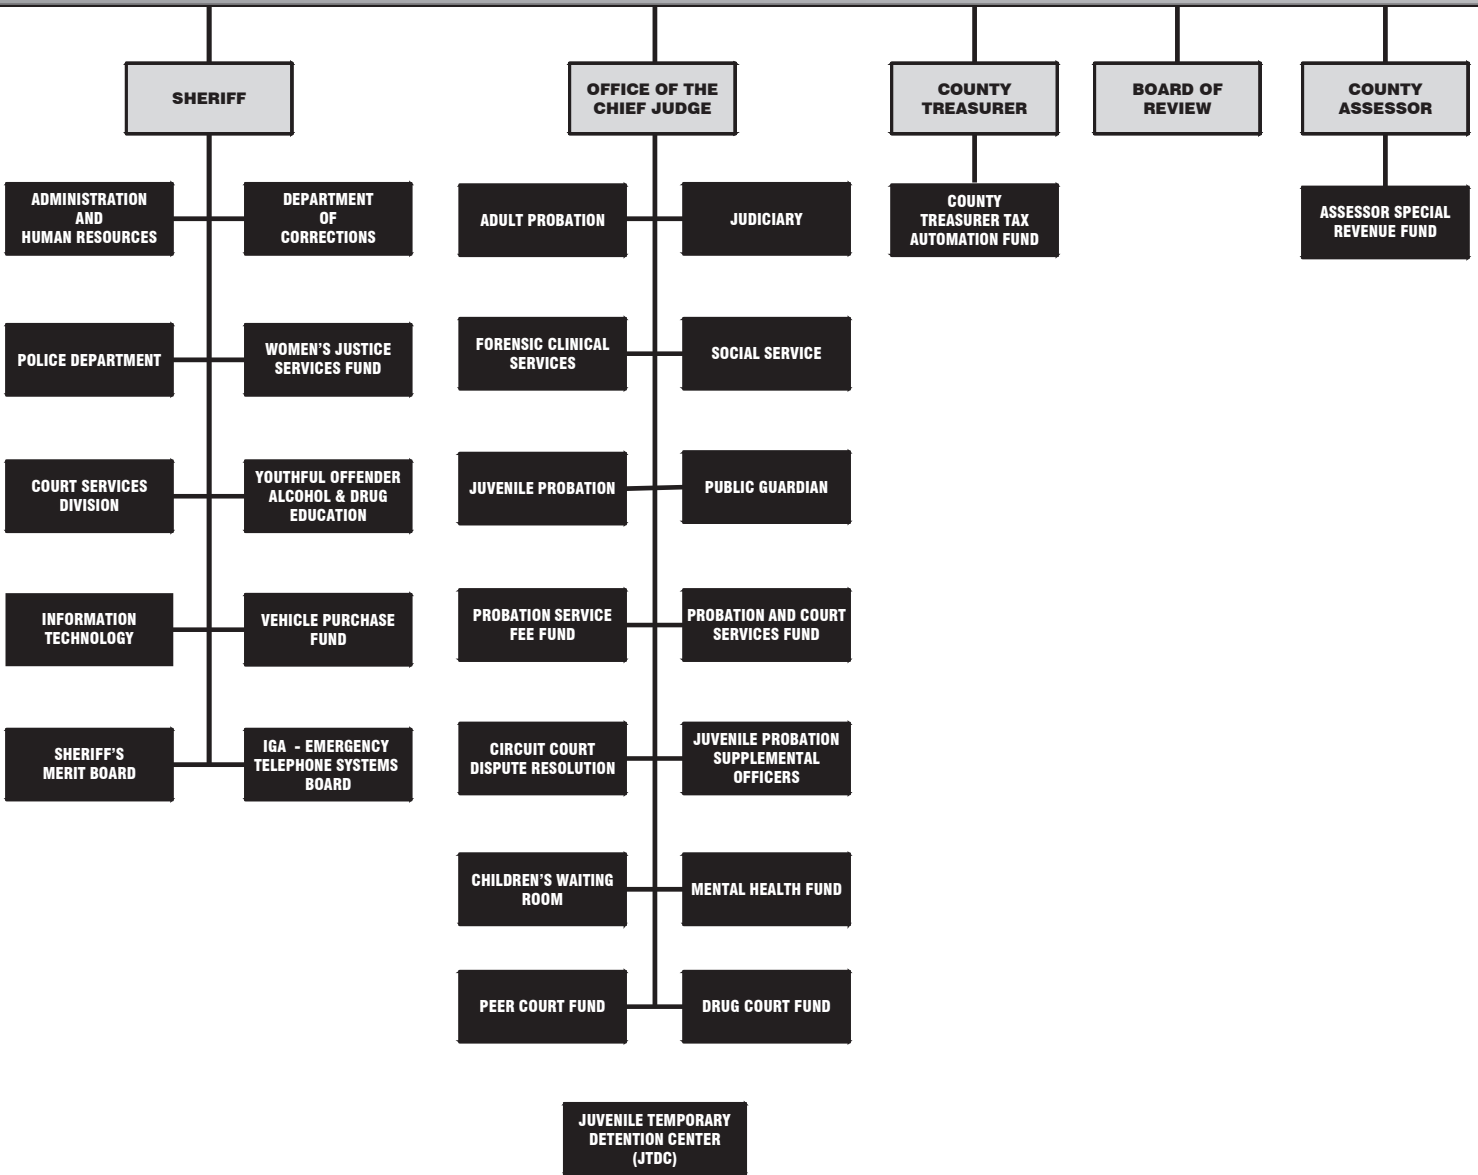 SHERIFF
OFFICE OF THE
CHIEF JUDGE
COUNTY
TREASURER
BOARD OF
REVIEW
COUNTY
ASSESSOR
ADMINISTRATION
AND
HUMAN RESOURCES
DEPARTMENT
OF
CORRECTIONS
POLICE DEPARTMENT
WOMEN'S JUSTICE
SERVICES FUND
COURT SERVICES
DIVISION
YOUTHFUL OFFENDER
ALCOHOL & DRUG
EDUCATION
INFORMATION
TECHNOLOGY
VEHICLE PURCHASE
FUND
SHERIFF'S
MERIT BOARD
IGA - EMERGENCY
TELEPHONE SYSTEMS
BOARD
ADULT PROBATION
JUDICIARY
FORENSIC CLINICAL
SERVICES
SOCIAL SERVICE
JUVENILE PROBATION
PUBLIC GUARDIAN
PROBATION SERVICE
FEE FUND
PROBATION AND COURT
SERVICES FUND
CIRCUIT COURT
DISPUTE RESOLUTION
JUVENILE PROBATION
SUPPLEMENTAL
OFFICERS
CHILDREN'S WAITING
ROOM
MENTAL HEALTH FUND
PEER COURT FUND
DRUG COURT FUND
JUVENILE TEMPORARY
DETENTION CENTER
(JTDC)
COUNTY
TREASURER TAX
AUTOMATION FUND
ASSESSOR SPECIAL
REVENUE FUND